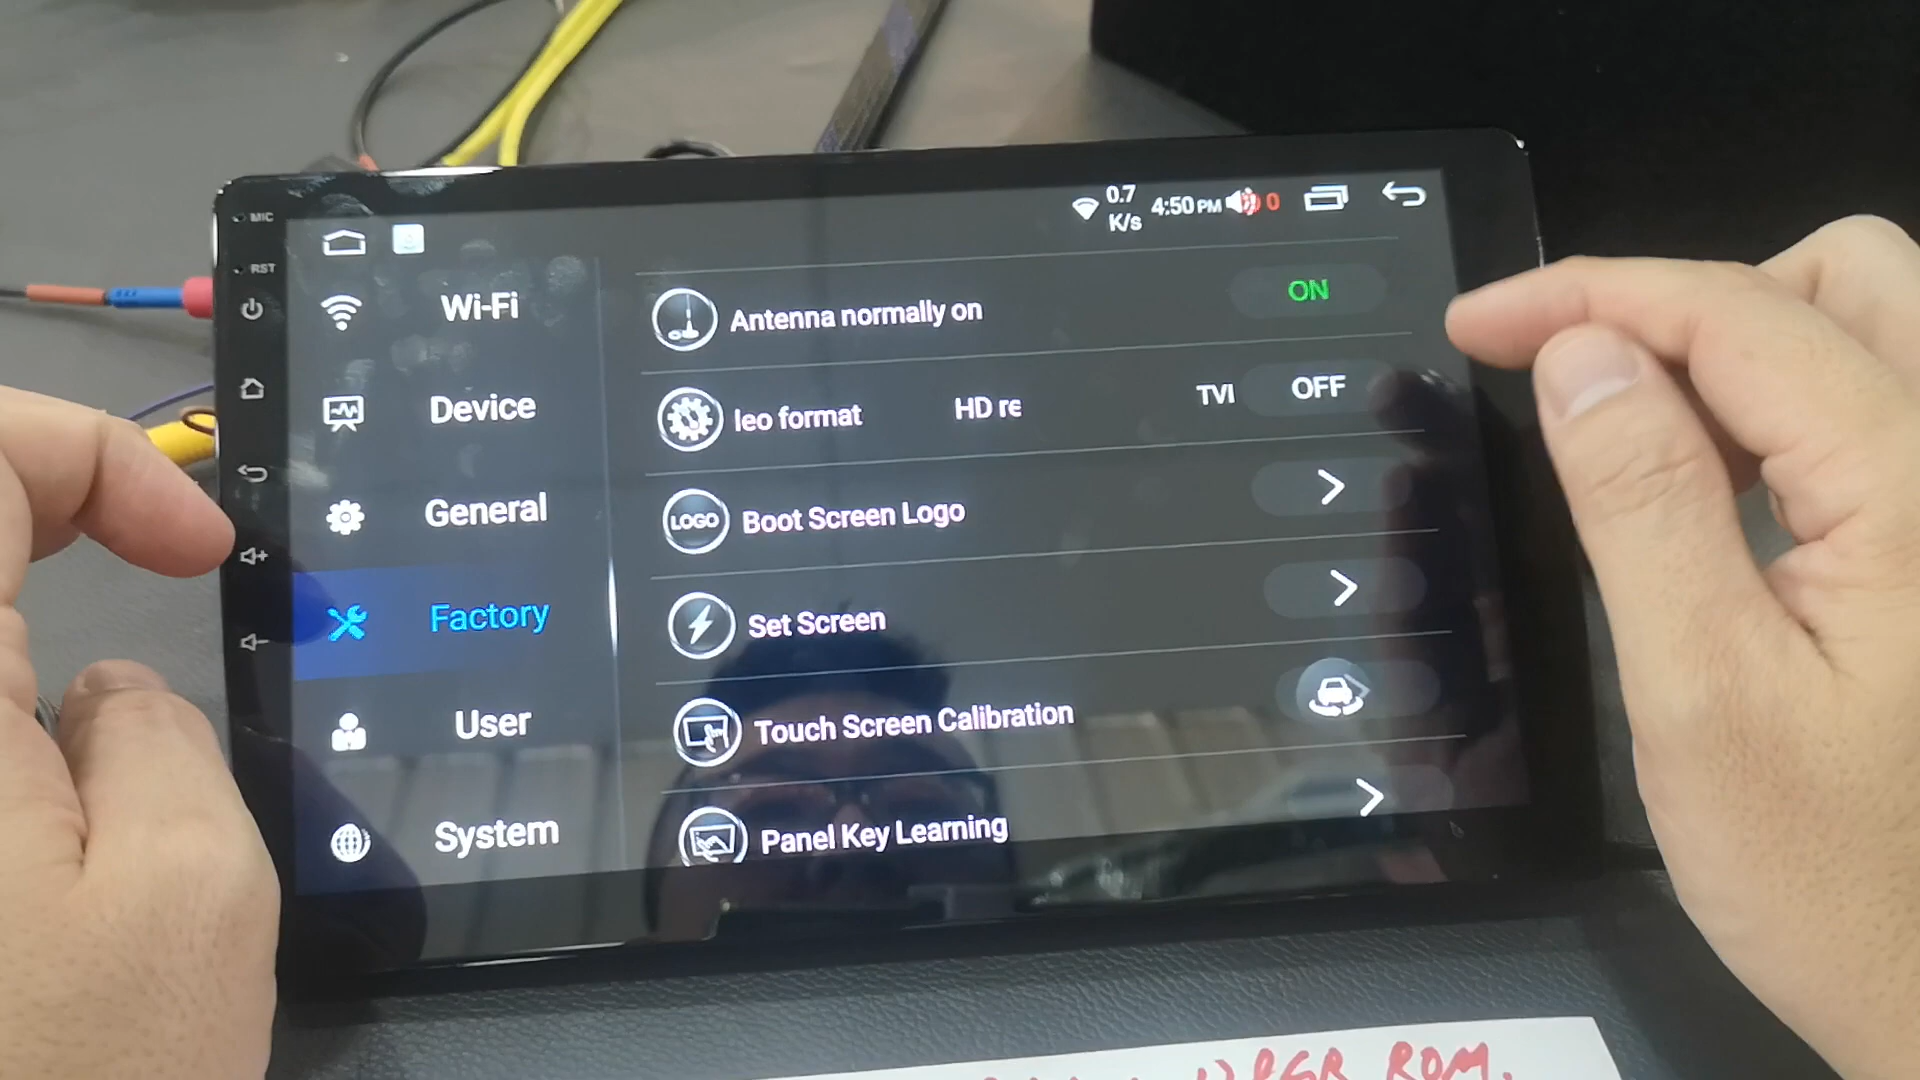 MIC
RST
0.7
K/s
4:50 PM
0
Wi-Fi
Device
General
Factory
User
System
Antenna normally on
ON
leo format
HD re
TVI
OFF
LOGO
Boot Screen Logo
Set Screen
Touch Screen Calibration
Panel Key Learning
ROM.